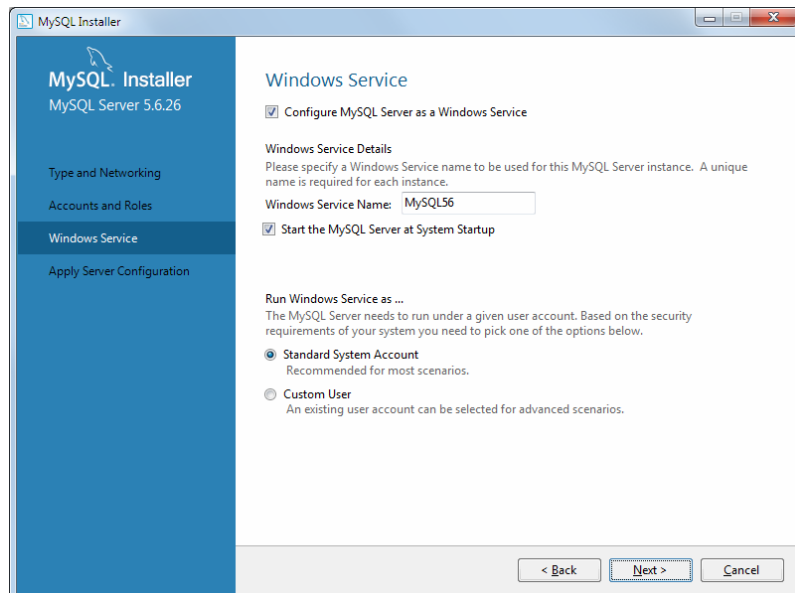 MySQL Installer
MySQL. Installer
MySQL Server 5.6.26
Type and Networking
Accounts and Roles
Windows Service
Apply Server Configuration
Windows Service
Configure MySQL Server as a Windows Service
Windows Service Details
Please specify a Windows Service name to be used for this MySQL Server instance. A unique
name is required for each instance.
Windows Service Name: MySQL56
Start the MySQL Server at System Startup
Run Windows Service as ...
The MySQL Server needs to run under a given user account. Based on the security
requirements of your system you need to pick one of the options below.
Standard System Account
Recommended for most scenarios.
Custom User
An existing user account can be selected for advanced scenarios.
< Back Next > Cancel